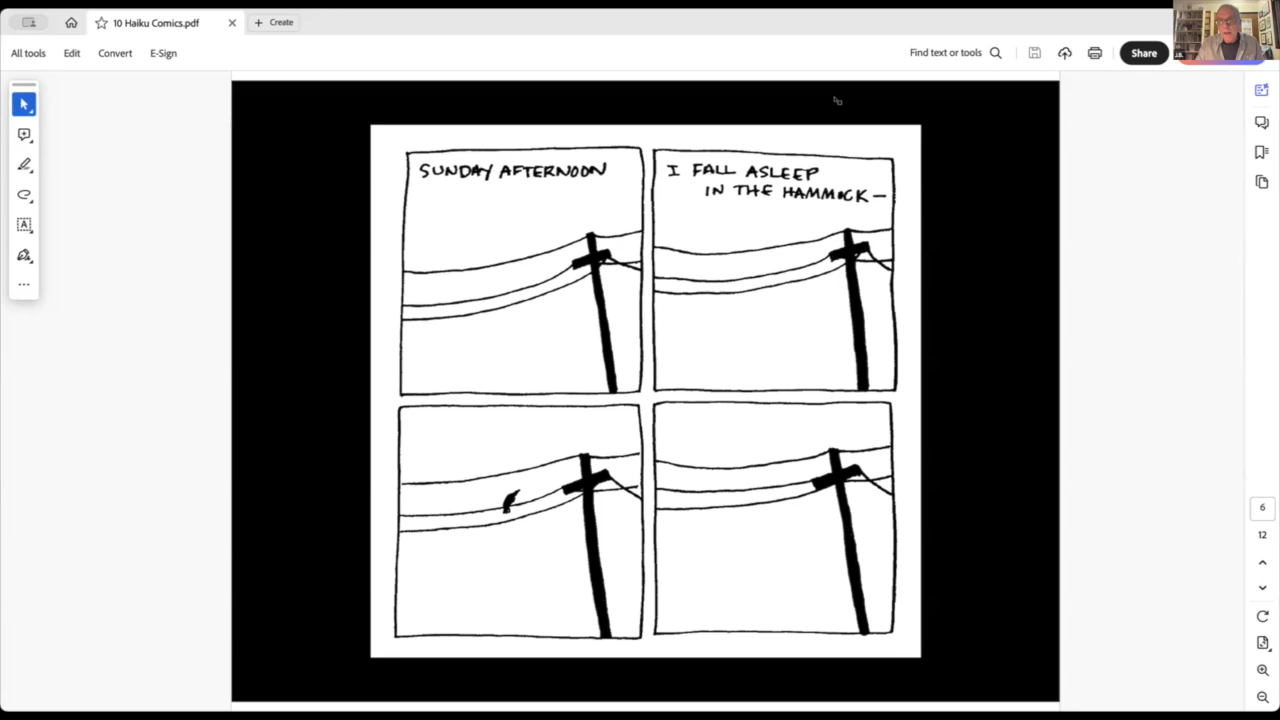 10 Haiku Comics.pdf
Create
All tools
Edit
Convert
E-Sign
Find text or tools
Share
SUNDAY AFTERNOON
I FALL ASLEEP
IN THE HAMMOCK—
6
12